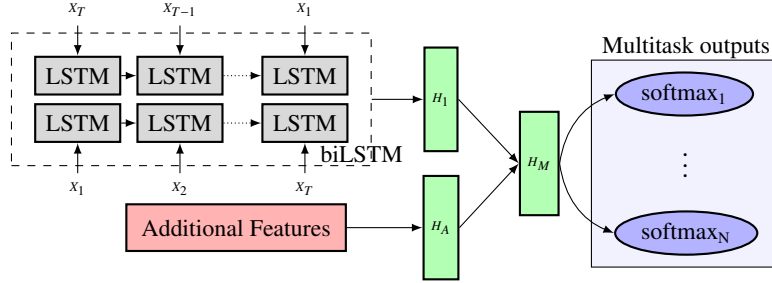 X_T X_{T−1} X_1
Multitask outputs
LSTM LSTM LSTM
H_1
softmax_1
LSTM LSTM LSTM
biLSTM
H_M
⋮
X_1 X_2 X_T
Additional Features
H_A
softmax_N